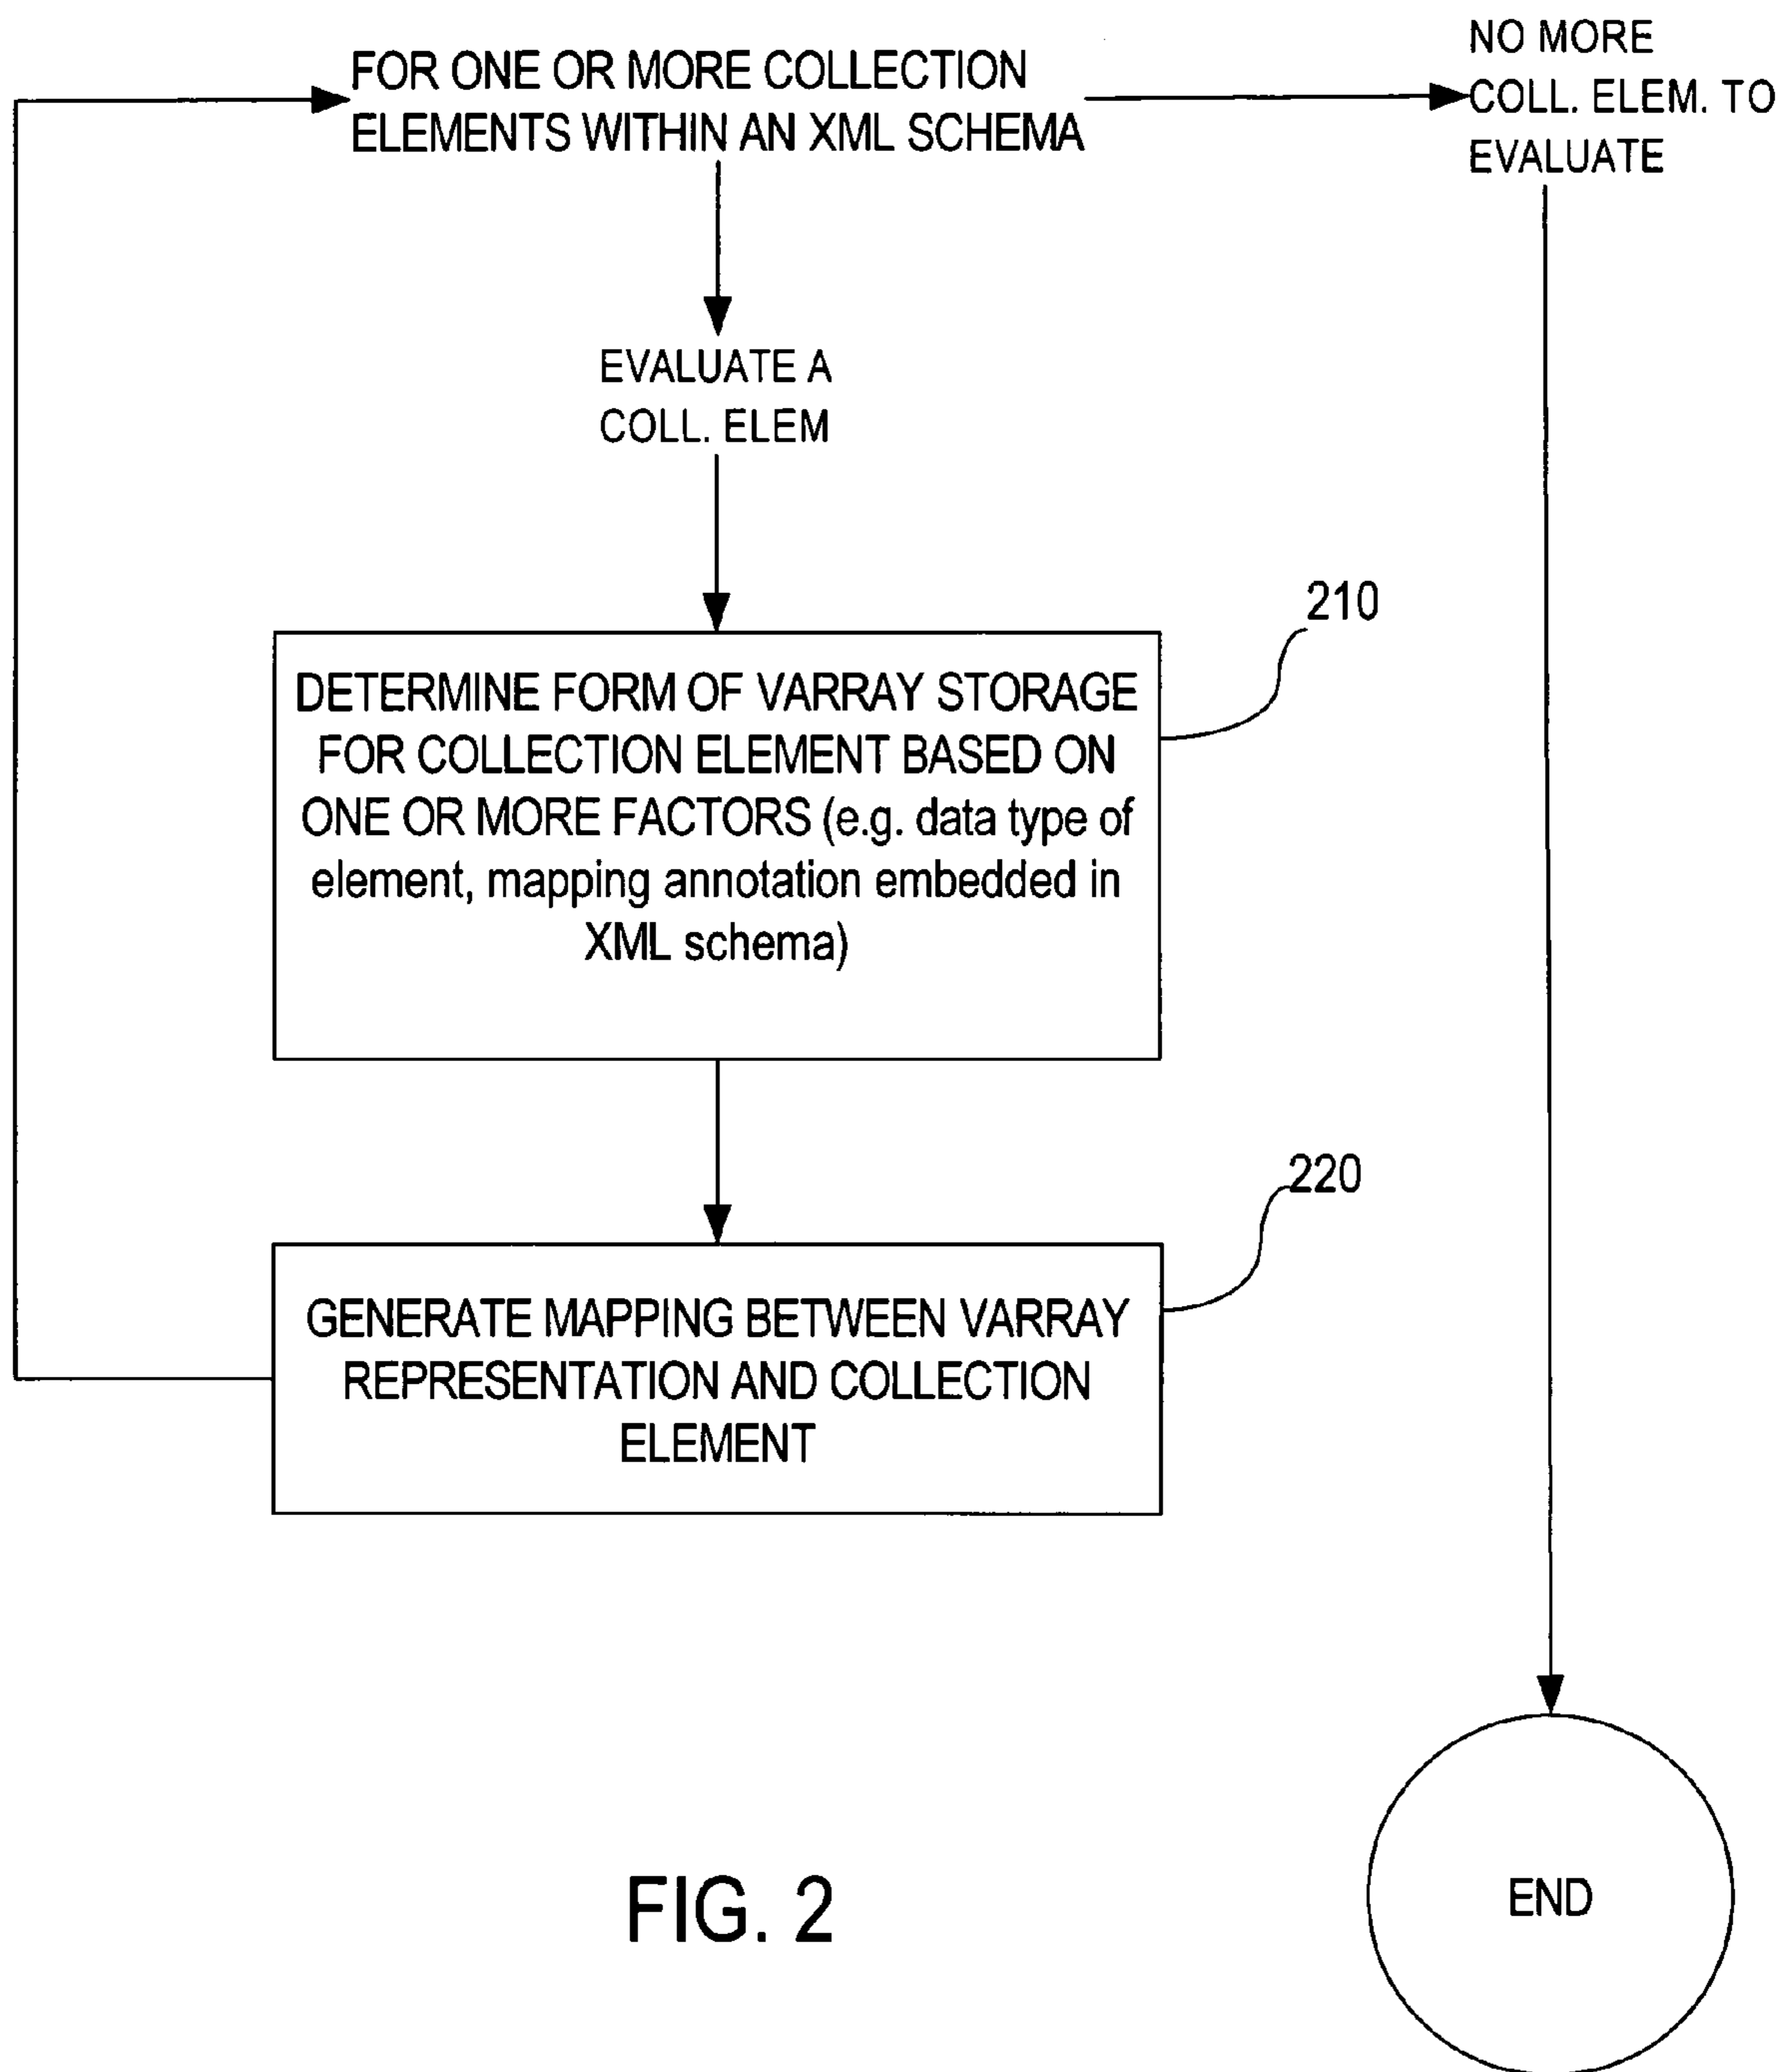 FOR ONE OR MORE COLLECTION
ELEMENTS WITHIN AN XML SCHEMA
NO MORE
COLL. ELEM. TO
EVALUATE
EVALUATE A
COLL. ELEM
210
DETERMINE FORM OF VARRAY STORAGE
FOR COLLECTION ELEMENT BASED ON
ONE OR MORE FACTORS (e.g. data type of
element, mapping annotation embedded in
XML schema)
220
GENERATE MAPPING BETWEEN VARRAY
REPRESENTATION AND COLLECTION
ELEMENT
END
FIG. 2